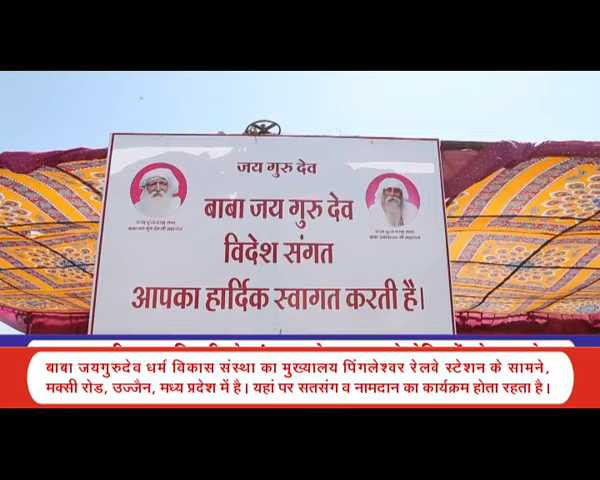 जय गुरु देव
बाबा जय गुरु देव
विदेश संगत
आपका हार्दिक स्वागत करती है।
बाबा जयगुरुदेव धर्म विकास संस्था का मुख्यालय पिंगलेश्वर रेलवे स्टेशन के सामने,
मक्सी रोड, उज्जैन, मध्य प्रदेश में है। यहां पर सतसंग व नामदान का कार्यक्रम होता रहता है।